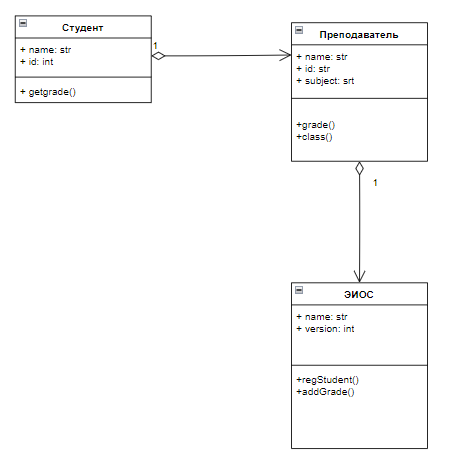 Студент
+ name: str
+ id: int
+ getgrade()
1
Преподаватель
+ name: str
+ id: str
+ subject: srt
+grade()
+class()
1
ЭИОС
+ name: str
+ version: int
+regStudent()
+addGrade()